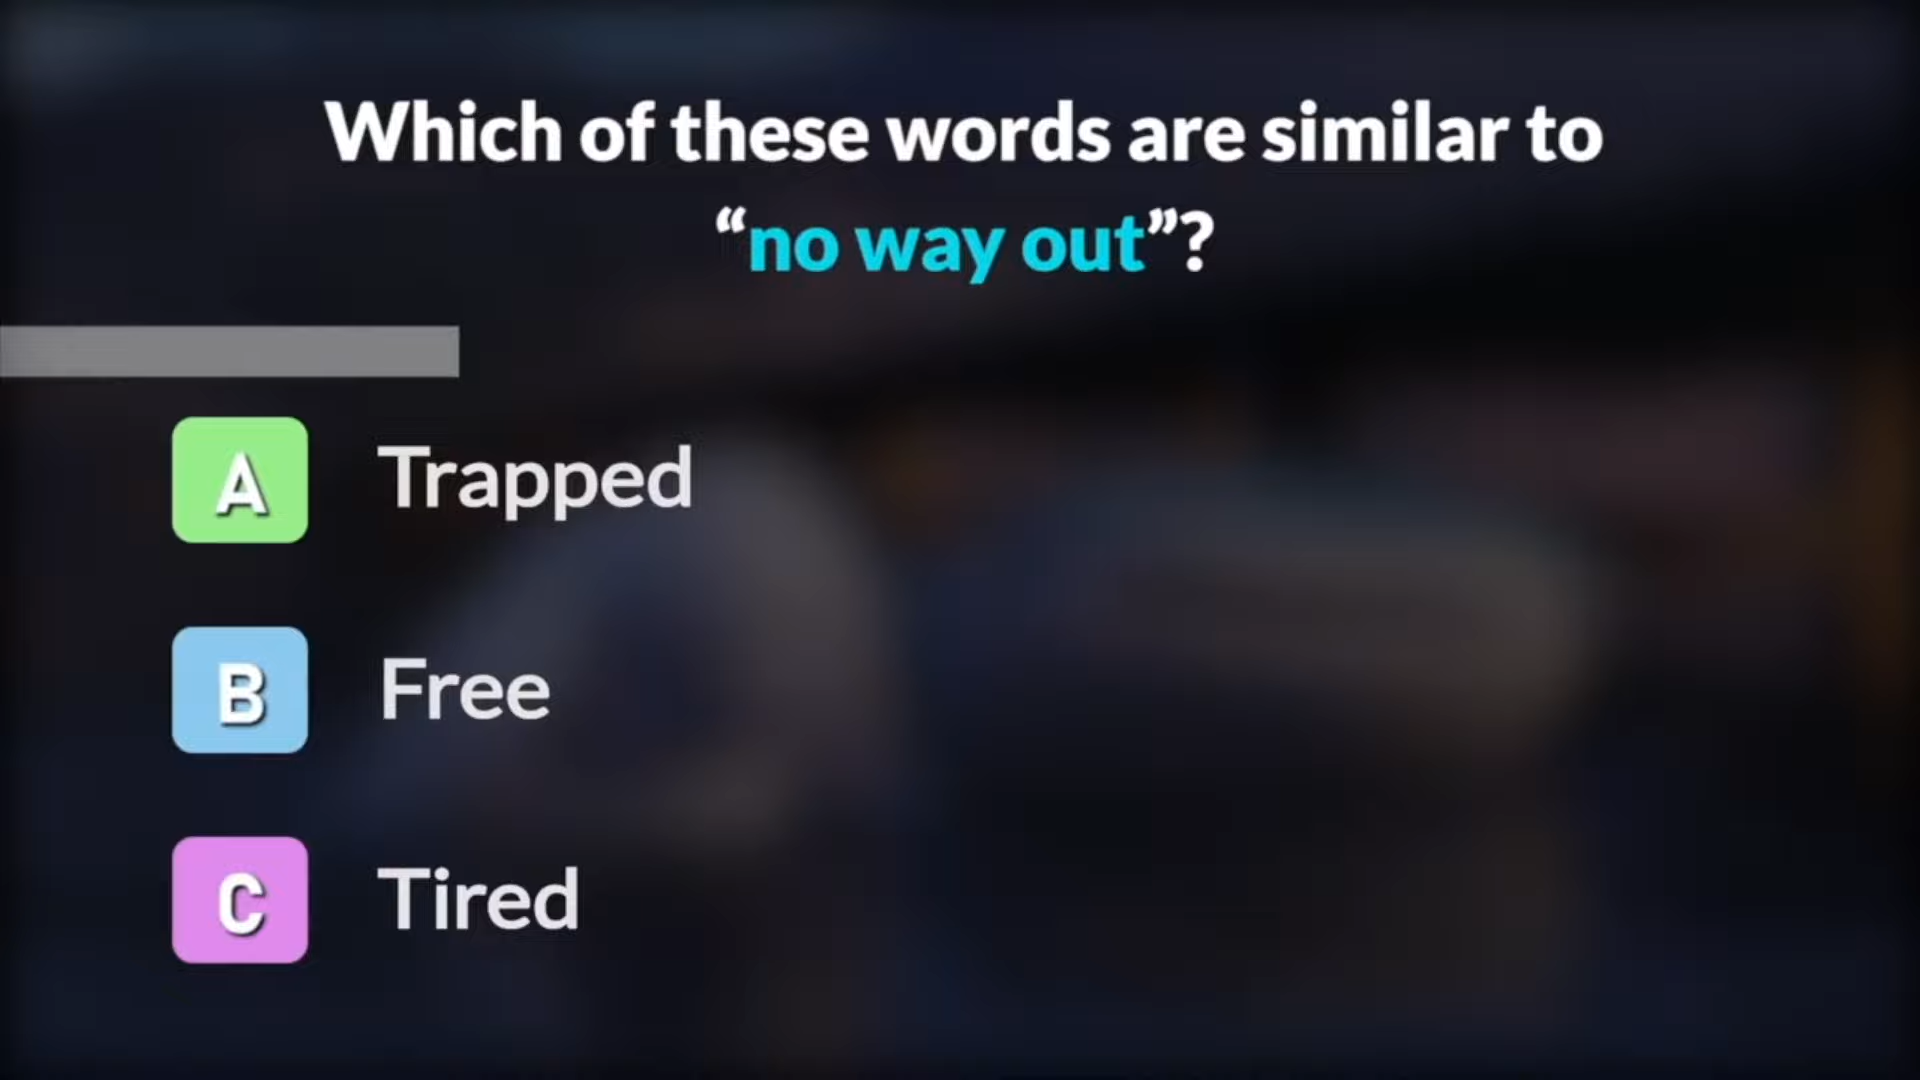 Which of these words are similar to
“no way out”?
A Trapped
B Free
C Tired